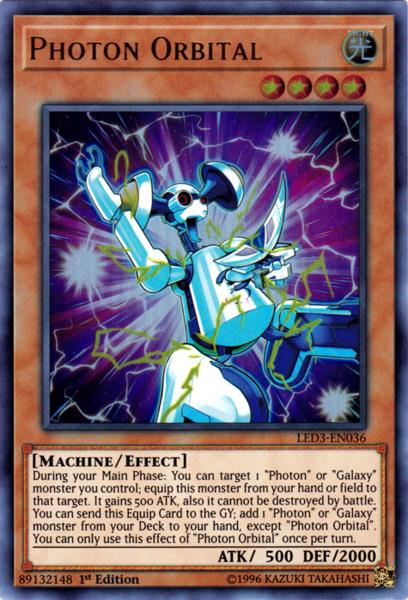 PHOTON ORBITAL
LIGHT
光
LED3-EN036
[MACHINE/EFFECT]
During your Main Phase: You can target 1 "Photon" or "Galaxy"
monster you control; equip this monster from your hand or field to
that target. It gains 500 ATK, also it cannot be destroyed by battle.
You can send this Equip Card to the GY; add 1 "Photon" or "Galaxy"
monster from your Deck to your hand, except "Photon Orbital".
You can only use this effect of "Photon Orbital" once per turn.
ATK/ 500 DEF/2000
89132148 1st Edition ©1996 KAZUKI TAKAHASHI